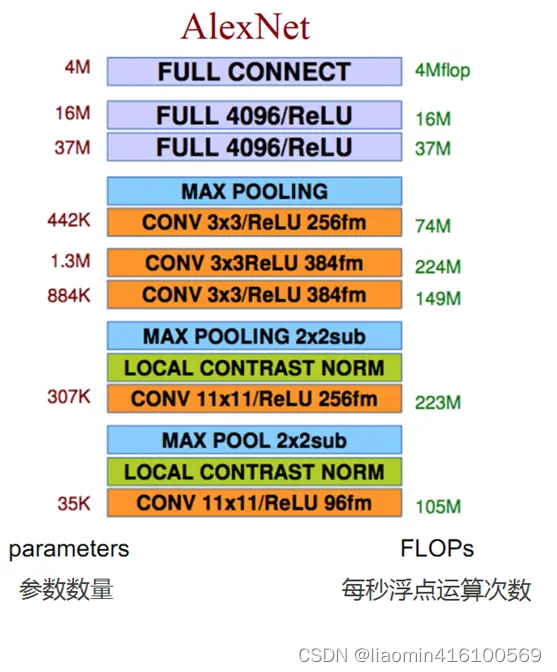 AlexNet
4M FULL CONNECT 4Mflop
16M FULL 4096/ReLU 16M
37M FULL 4096/ReLU 37M
MAX POOLING
442K CONV 3x3/ReLU 256fm 74M
1.3M CONV 3x3ReLU 384fm 224M
884K CONV 3x3/ReLU 384fm 149M
MAX POOLING 2x2sub
LOCAL CONTRAST NORM
307K CONV 11x11/ReLU 256fm 223M
MAX POOL 2x2sub
LOCAL CONTRAST NORM
35K CONV 11x11/ReLU 96fm 105M
parameters FLOPs
参数数量 每秒浮点运算次数
CSDN @liaomin416100569